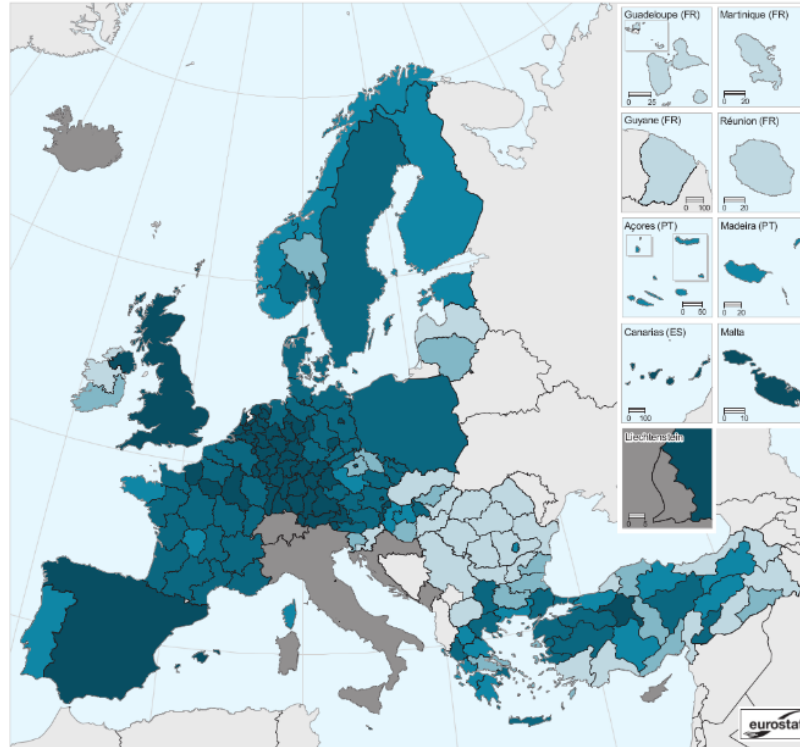 Guadeloupe (FR)
0 25
Martinique (FR)
0 20
Guyane (FR)
0 100
Réunion (FR)
0 20
Açores (PT)
0 50
Madeira (PT)
0 20
Canarias (ES)
0 100
Malta
0 10
Liechtenstein
0 5
eurostat